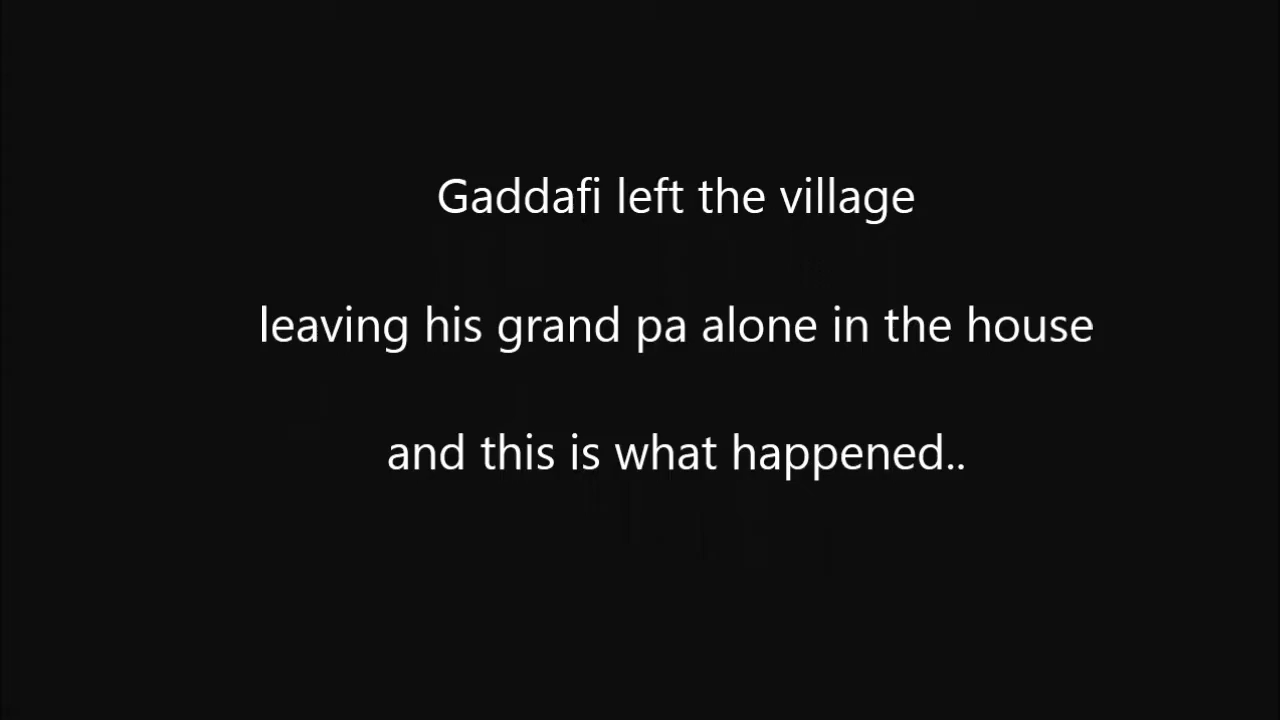 Gaddafi left the village
leaving his grand pa alone in the house
and this is what happened..